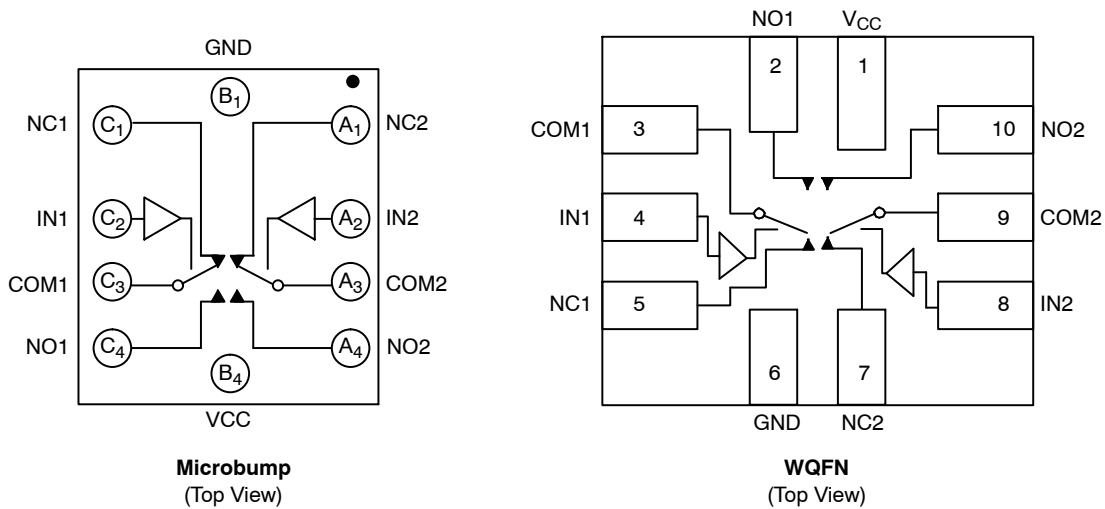 GND
B1
NC1 C1 A1 NC2
IN1 C2 A2 IN2
COM1 C3 A3 COM2
NO1 C4 A4 NO2
B4
VCC
Microbump
(Top View)
NO1 VCC
2 1
COM1 3 10 NO2
IN1 4 9 COM2
NC1 5 8 IN2
6 7
GND NC2
WQFN
(Top View)